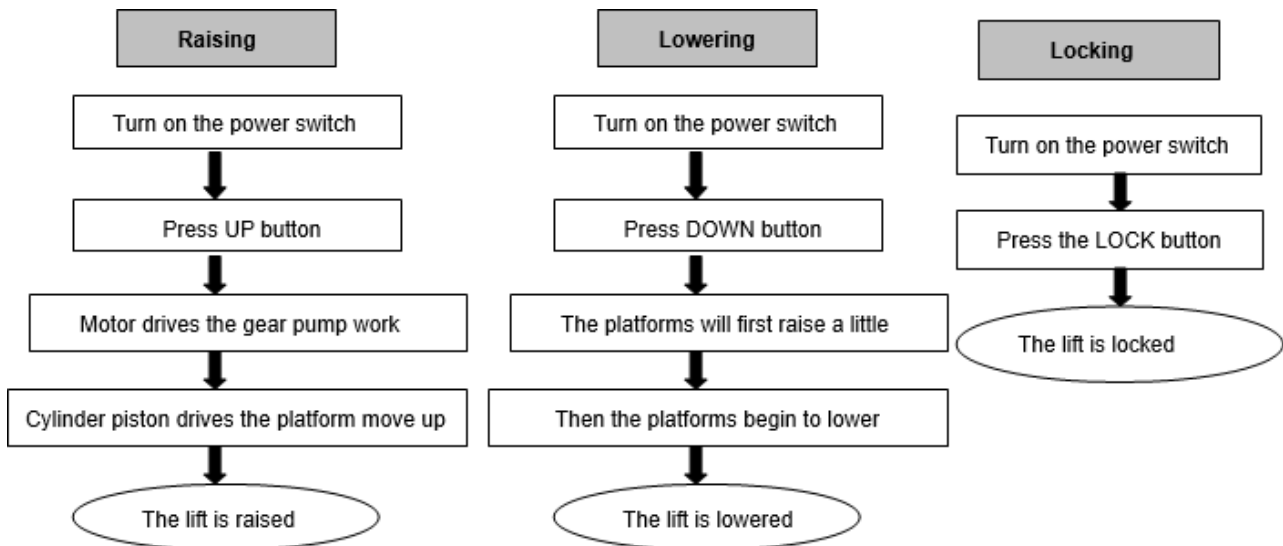 Raising
Turn on the power switch
Press UP button
Motor drives the gear pump work
Cylinder piston drives the platform move up
The lift is raised
Lowering
Turn on the power switch
Press DOWN button
The platforms will first raise a little
Then the platforms begin to lower
The lift is lowered
Locking
Turn on the power switch
Press the LOCK button
The lift is locked